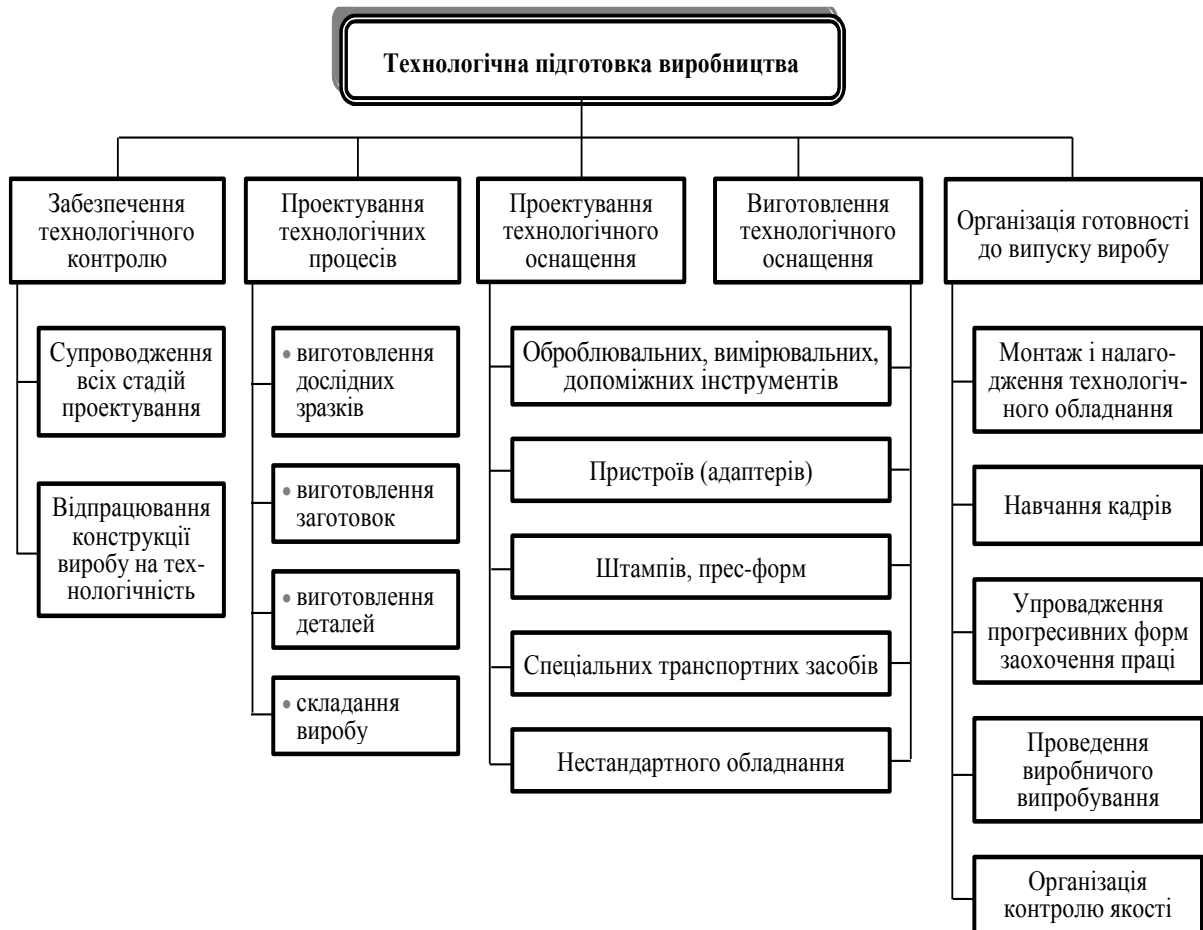 Технологічна підготовка виробництва
Забезпечення
технологічного
контролю
Супроводження
всіх стадій
проектування
Відпрацювання
конструкції
виробу на тех-
нологічність
Проектування
технологічних
процесів
• виготовлення
дослідних
зразків
• виготовлення
заготовок
• виготовлення
деталей
• складання
виробу
Проектування
технологічного
оснащення
Виготовлення
технологічного
оснащення
Оброблювальних, вимірювальних,
допоміжних інструментів
Пристроїв (адаптерів)
Штампів, прес-форм
Спеціальних транспортних засобів
Нестандартного обладнання
Організація готовності
до випуску виробу
Монтаж і налаго-
дження технологіч-
ного обладнання
Навчання кадрів
Упровадження
прогресивних форм
заохочення праці
Проведення
виробничого
випробування
Організація
контролю якості